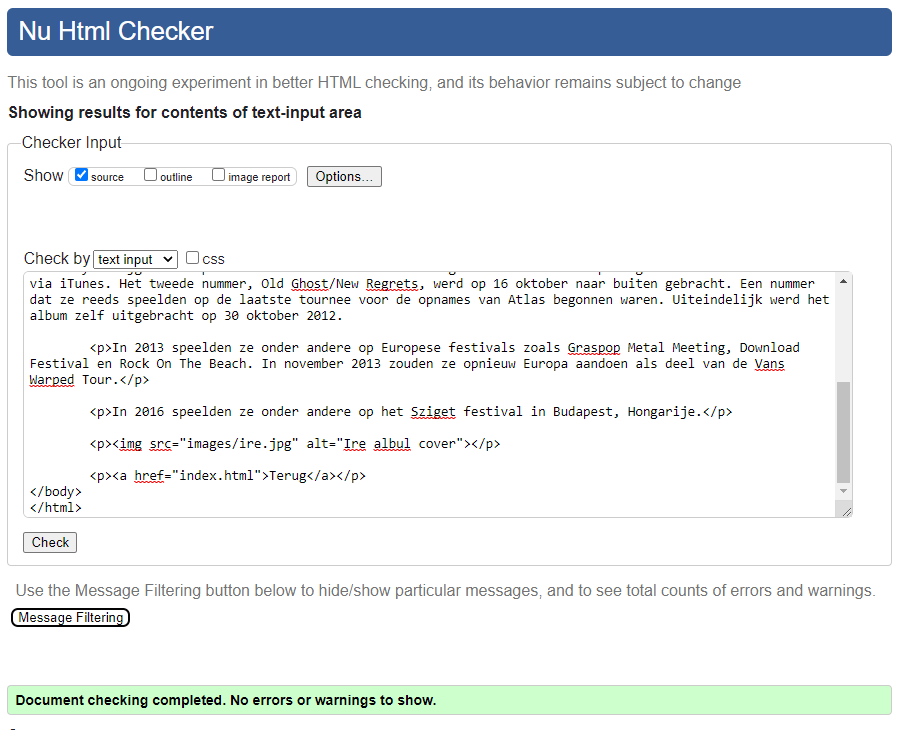 Nu Html Checker
This tool is an ongoing experiment in better HTML checking, and its behavior remains subject to change
Showing results for contents of text-input area
Checker Input
Show source outline image report Options...
Check by text input css
via iTunes. Het tweede nummer, Old Ghost/New Regrets, werd op 16 oktober naar buiten gebracht. Een nummer
dat ze reeds speelden op de laatste tournee voor de opnames van Atlas begonnen waren. Uiteindelijk werd het
album zelf uitgebracht op 30 oktober 2012.
<p>In 2013 speelden ze onder andere op Europese festivals zoals Graspop Metal Meeting, Download
Festival en Rock On The Beach. In november 2013 zouden ze opnieuw Europa aandoen als deel van de Vans
Warped Tour.</p>
<p>In 2016 speelden ze onder andere op het Sziget festival in Budapest, Hongarije.</p>
<p><img src="images/ire.jpg" alt="Ire albul cover"></p>
<p><a href="index.html">Terug</a></p>
</body>
</html>
Check
Use the Message Filtering button below to hide/show particular messages, and to see total counts of errors and warnings.
Message Filtering
Document checking completed. No errors or warnings to show.